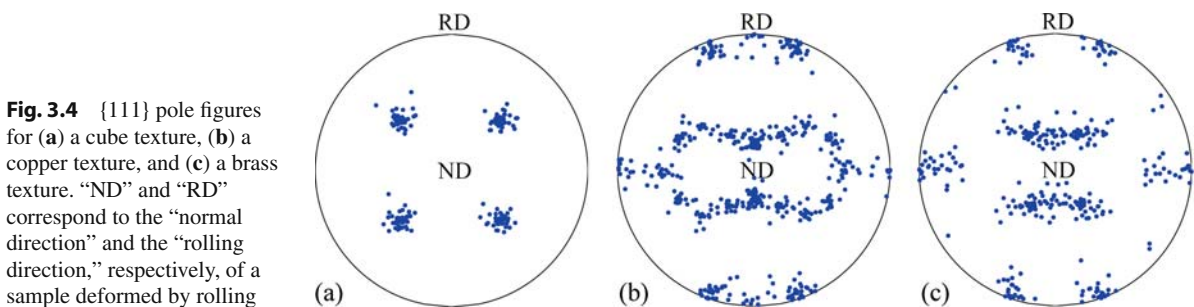 Fig. 3.4 {111} pole figures
for (a) a cube texture, (b) a
copper texture, and (c) a brass
texture. “ND” and “RD”
correspond to the “normal
direction” and the “rolling
direction,” respectively, of a
sample deformed by rolling
RD
ND
(a)
RD
ND
(b)
RD
ND
(c)